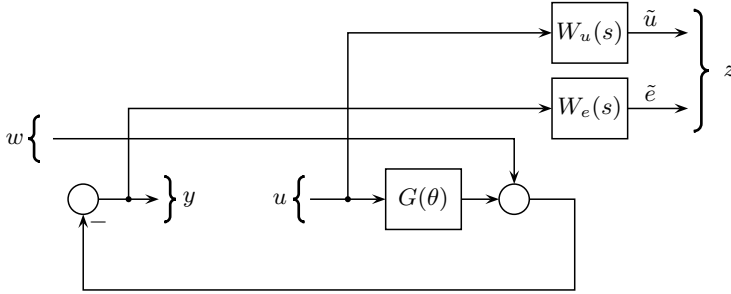 W_u(s) ũ
z
W_e(s) ẽ
w
y u G(θ)
−